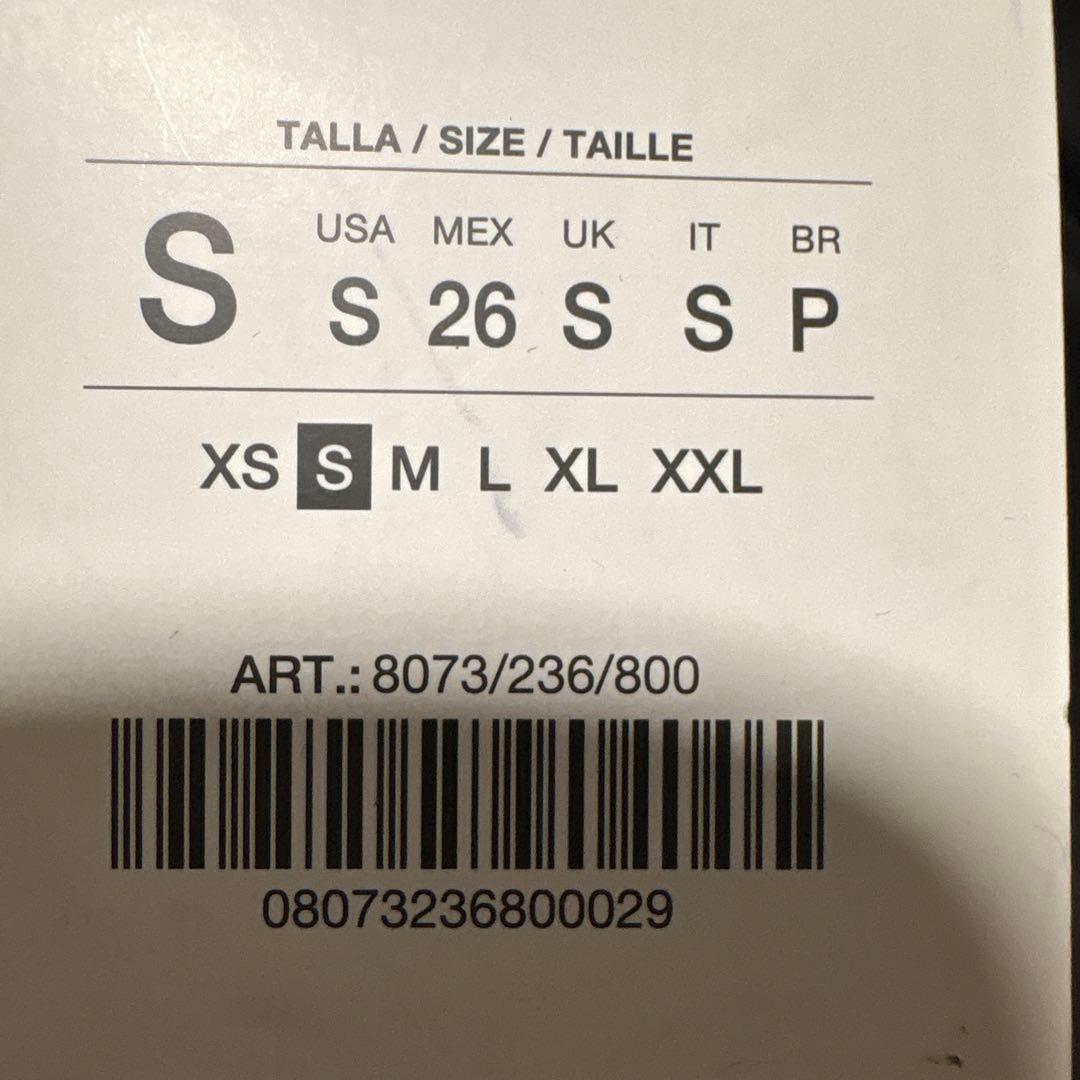 TALLA / SIZE / TAILLE
USA MEX UK IT BR
S S 26 S S P
XS S M L XL XXL
ART.: 8073/236/800
08073236800029